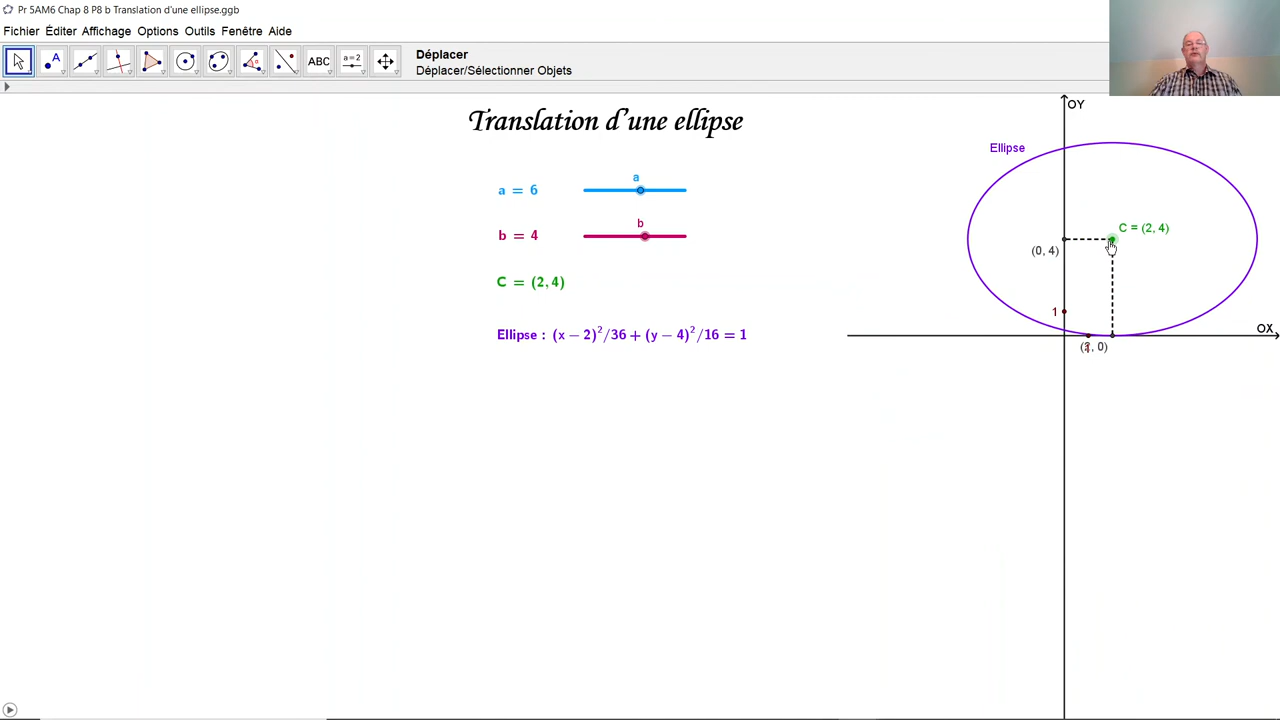 Pr 5AM6 Chap 8 P8 b Translation d'une ellipse.ggb
Fichier Éditer Affichage Options Outils Fenêtre Aide
A
ABC
a=2
Déplacer
Déplacer/Sélectionner Objets
Translation d'une ellipse
OY
Ellipse
a
a = 6
b
b = 4
C = (2, 4)
(0, 4)
C = (2, 4)
1
Ellipse : (x − 2)²/36 + (y − 4)²/16 = 1
OX
(2, 0)